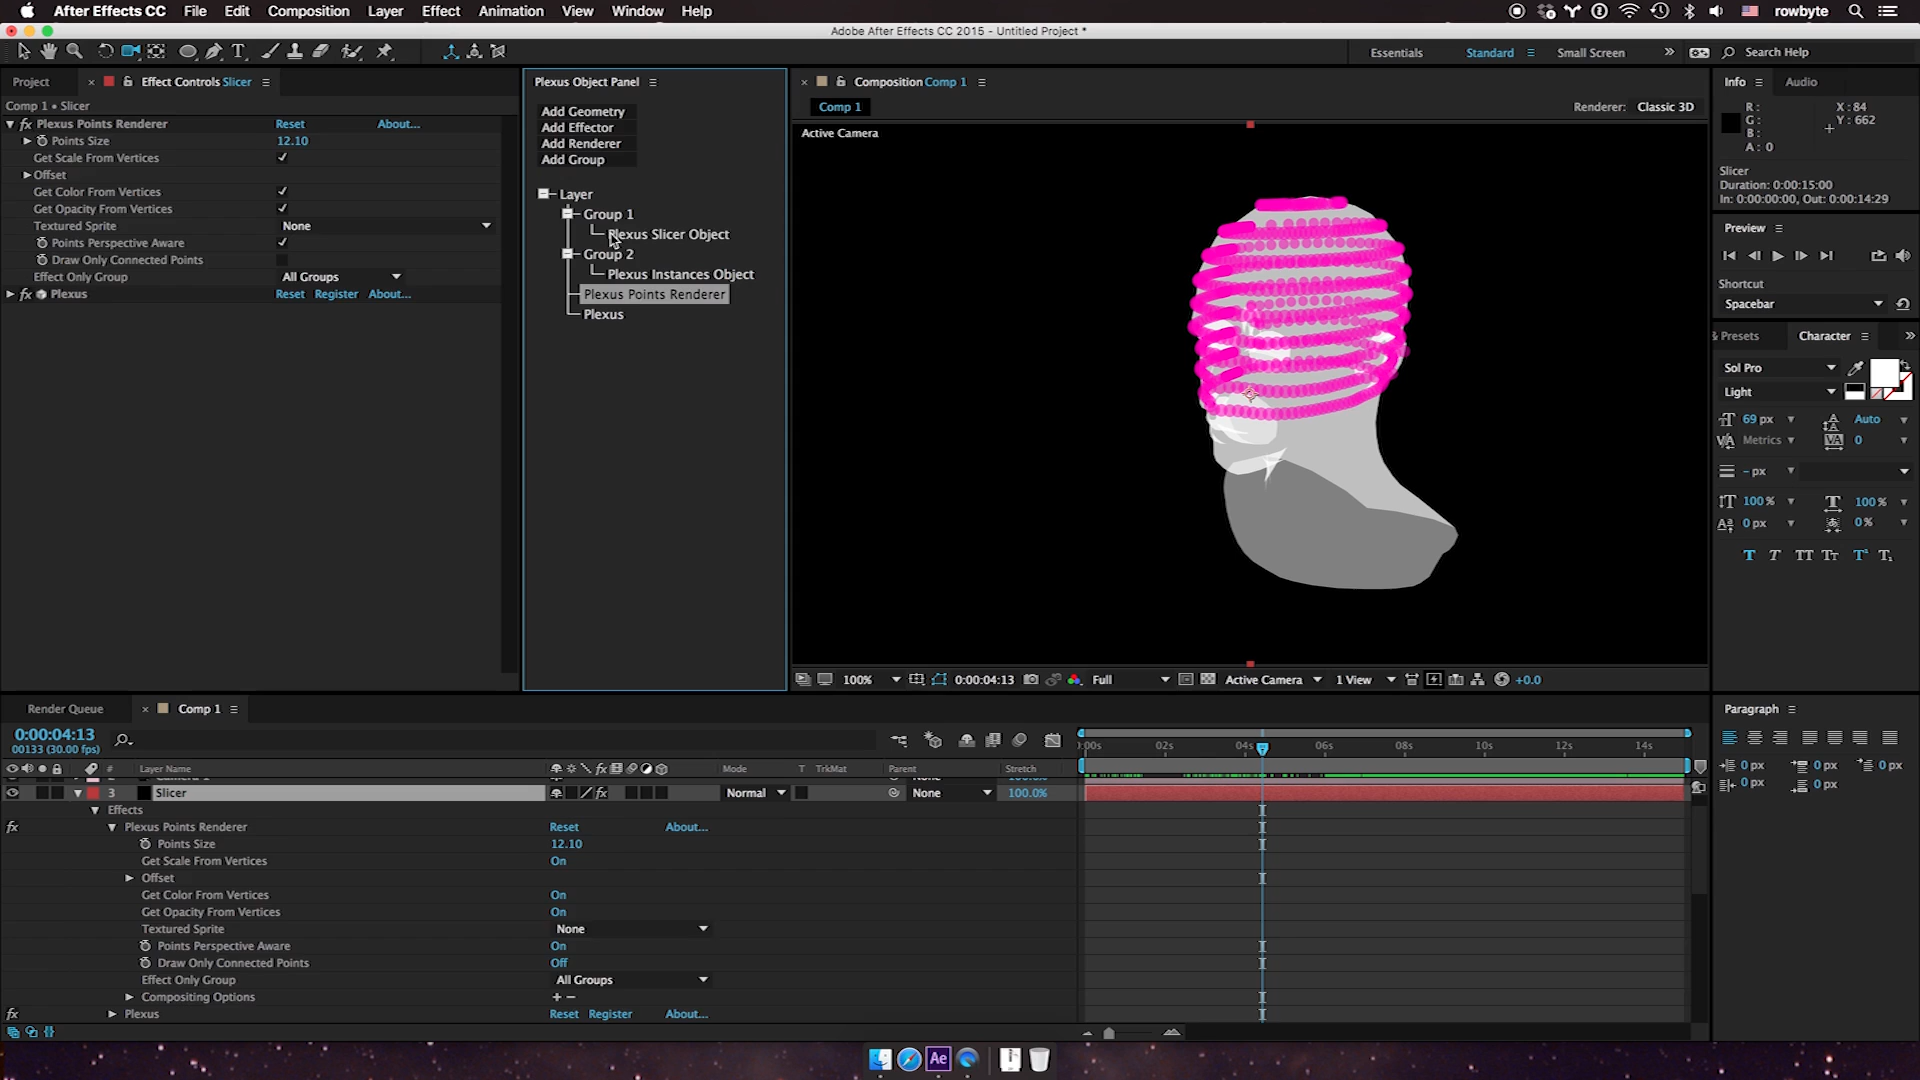 After Effects CC File Edit Composition Layer Effect Animation View Window Help rowbyte
Adobe After Effects CC 2015 - Untitled Project *
T Essentials Standard Small Screen » Search Help
Project × Effect Controls Slicer
Comp 1 • Slicer
fx Plexus Points Renderer Reset About...
Points Size 12.10
Get Scale From Vertices
Offset
Get Color From Vertices
Get Opacity From Vertices
Textured Sprite None
Points Perspective Aware
Draw Only Connected Points
Effect Only Group All Groups
fx Plexus Reset Register About...
Plexus Object Panel
Add Geometry
Add Effector
Add Renderer
Add Group
Layer
Group 1
Plexus Slicer Object
Group 2
Plexus Instances Object
Plexus Points Renderer
Plexus
× Composition Comp 1
Comp 1 Renderer: Classic 3D
Active Camera
100% 0:00:04:13 Full Active Camera 1 View +0.0
Info Audio
R: X: 84
G: Y: 662
B:
A: 0
Slicer
Duration: 0:00:15:00
In: 0:00:00:00, Out: 0:00:14:29
Preview
Shortcut
Spacebar
& Presets Character »
Sol Pro
Light
69 px Auto
Metrics 0
- px
100 % 100 %
0 px 0 %
T T TT Tt T¹ T₁
Paragraph
0 px 0 px 0 px
0 px 0 px
Render Queue × Comp 1
0:00:04:13
00133 (30.00 fps)
:00s 02s 04s 06s 08s 10s 12s 14s
# Layer Name fx Mode T TrkMat Parent Stretch
3 Slicer fx Normal None 100.0%
Effects
fx Plexus Points Renderer Reset About...
Points Size 12.10
Get Scale From Vertices On
Offset
Get Color From Vertices On
Get Opacity From Vertices On
Textured Sprite None
Points Perspective Aware On
Draw Only Connected Points Off
Effect Only Group All Groups
Compositing Options + −
fx Plexus Reset Register About...
Ae